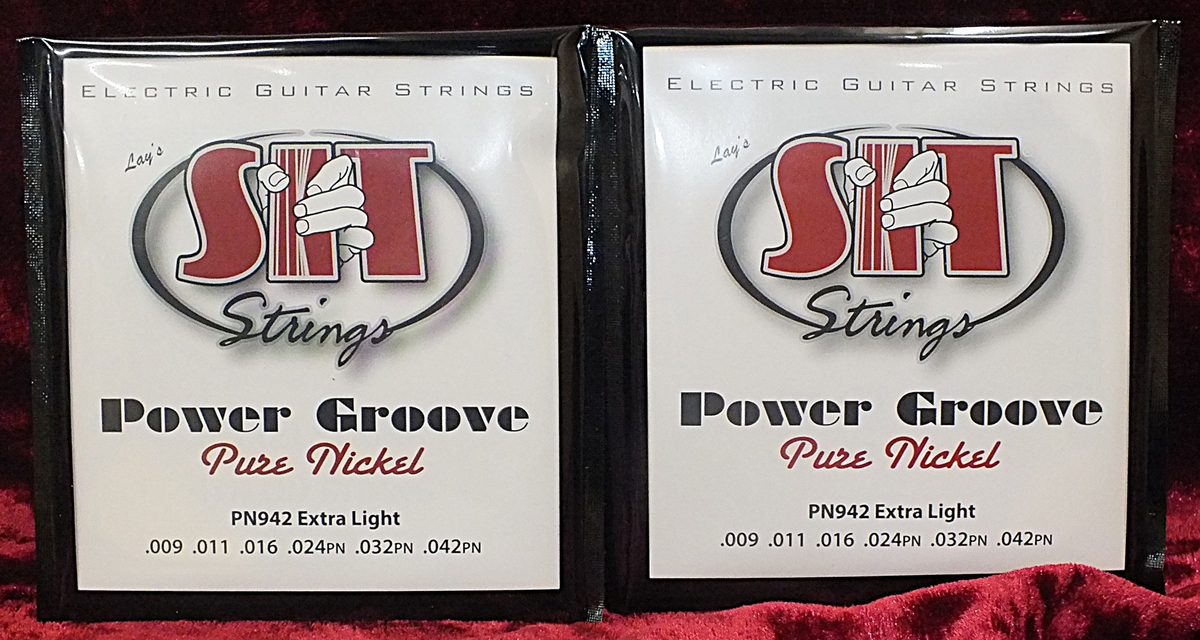 Electric Guitar Strings
Lay's
SIT
Strings
Power Groove
Pure Nickel
PN942 Extra Light
.009 .011 .016 .024PN .032PN .042PN
Electric Guitar Strings
Lay's
SIT
Strings
Power Groove
Pure Nickel
PN942 Extra Light
.009 .011 .016 .024PN .032PN .042PN